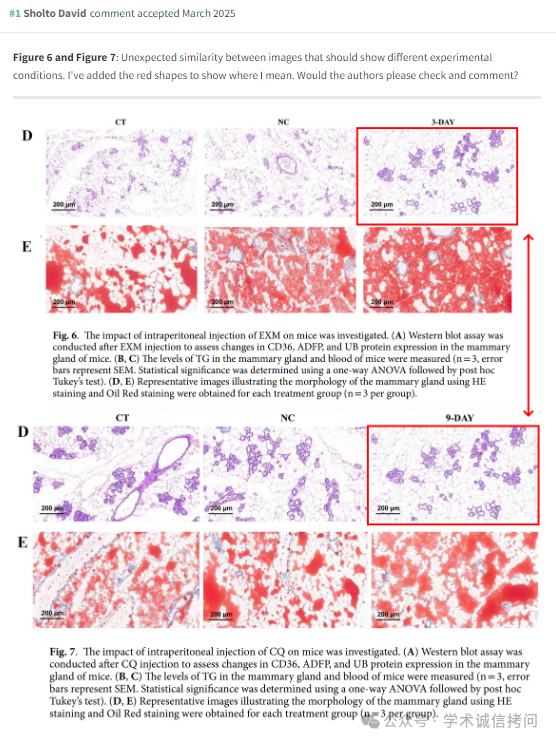 #1 Sholto David comment accepted March 2025
Figure 6 and Figure 7: Unexpected similarity between images that should show different experimental
conditions. I've added the red shapes to show where I mean. Would the authors please check and comment?
CT NC 3-DAY
D
200 μm 200 μm 200 μm
E
200 μm 200 μm 200 μm
Fig. 6. The impact of intraperitoneal injection of EXM on mice was investigated. (A) Western blot assay was
conducted after EXM injection to assess changes in CD36, ADFP, and UB protein expression in the mammary
gland of mice. (B, C) The levels of TG in the mammary gland and blood of mice were measured (n = 3, error
bars represent SEM. Statistical significance was determined using a one-way ANOVA followed by post hoc
Tukey's test). (D, E) Representative images illustrating the morphology of the mammary gland using HE
staining and Oil Red staining were obtained for each treatment group (n = 3 per group).
CT NC 9-DAY
D
200 μm 200 μm 200 μm
E
200 μm 200 μm 200 μm
Fig. 7. The impact of intraperitoneal injection of CQ on mice was investigated. (A) Western blot assay was
conducted after CQ injection to assess changes in CD36, ADFP, and UB protein expression in the mammary
gland of mice. (B, C) The levels of TG in the mammary gland and blood of mice were measured (n = 3, error
bars represent SEM. Statistical significance was determined using a one-way ANOVA followed by post hoc
Tukey's test). (D, E) Representative images illustrating the morphology of the mammary gland using HE
staining and Oil Red staining were obtained for each treatment group (n = 3 per group).
公众号 · 学术诚信拷问